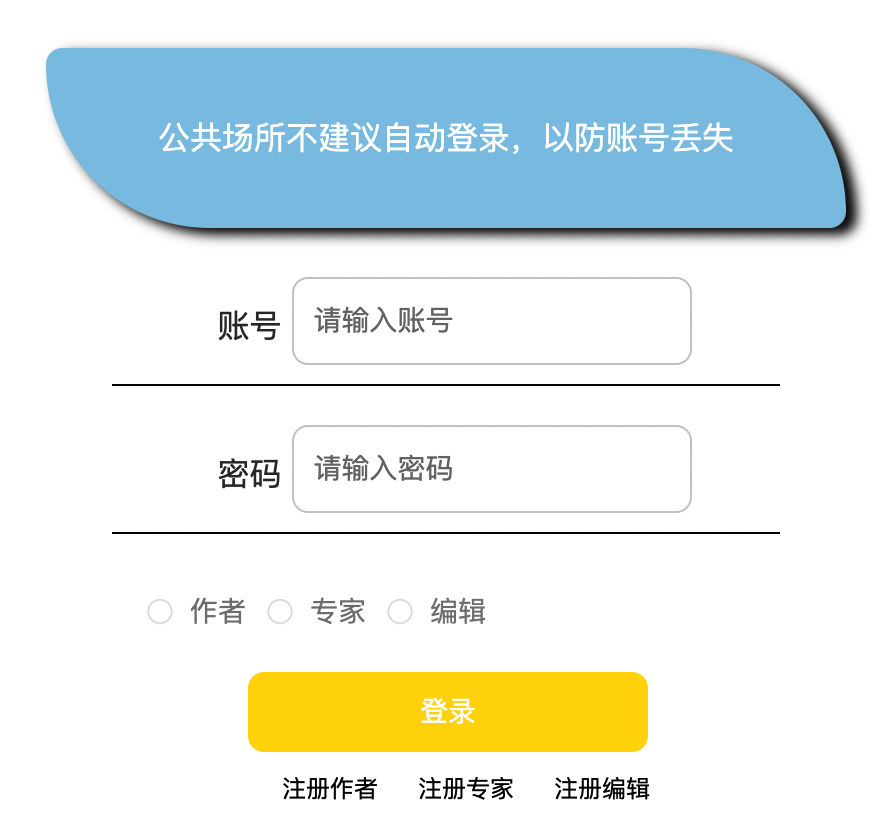 公共场所不建议自动登录，以防账号丢失
账号 请输入账号
密码 请输入密码
作者 专家 编辑
登录
注册作者 注册专家 注册编辑